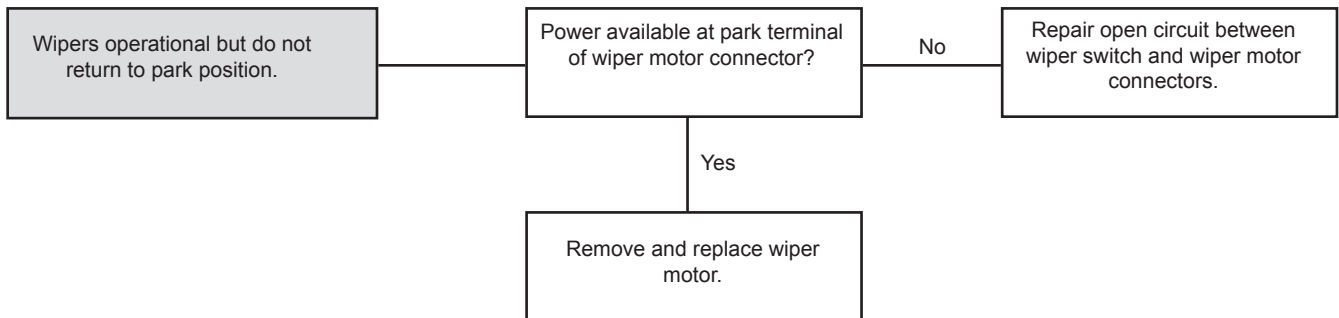 Wipers operational but do not
return to park position.
Power available at park terminal
of wiper motor connector?
No
Repair open circuit between
wiper switch and wiper motor
connectors.
Yes
Remove and replace wiper
motor.